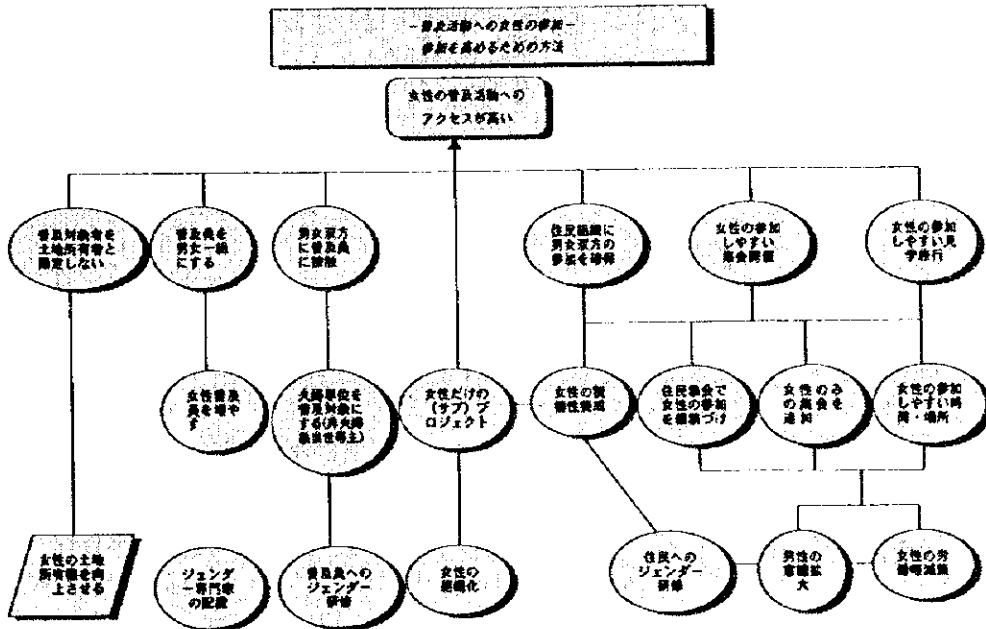 －普及活動への女性の参加－
参加を高めるための方法
女性の普及活動への
アクセスが高い
普及対象者を
土地所有者と
限定しない
普及員を
男女一組
にする
男女双方
に普及員
に接触
住民組織に
男女双方の
参加を確保
女性の参加
しやすい
集会開催
女性の参加
しやすい見
学旅行
女性普及
員を増や
す
夫婦単位を
普及対象に
する
女性だけの
（サブ）プ
ロジェクト
女性の
住民集会で
女性の参加
を義務づけ
女性のみ
の集会を
追加
女性の参加
しやすい時
間・場所
女性の土地
所有権を向
上させる
ジェンダ
ー専門家
の配置
普及員への
ジェンダー
研修
女性の
組織化
住民への
ジェンダー
研修
男性の
意識拡
大
女性の労
働軽減策